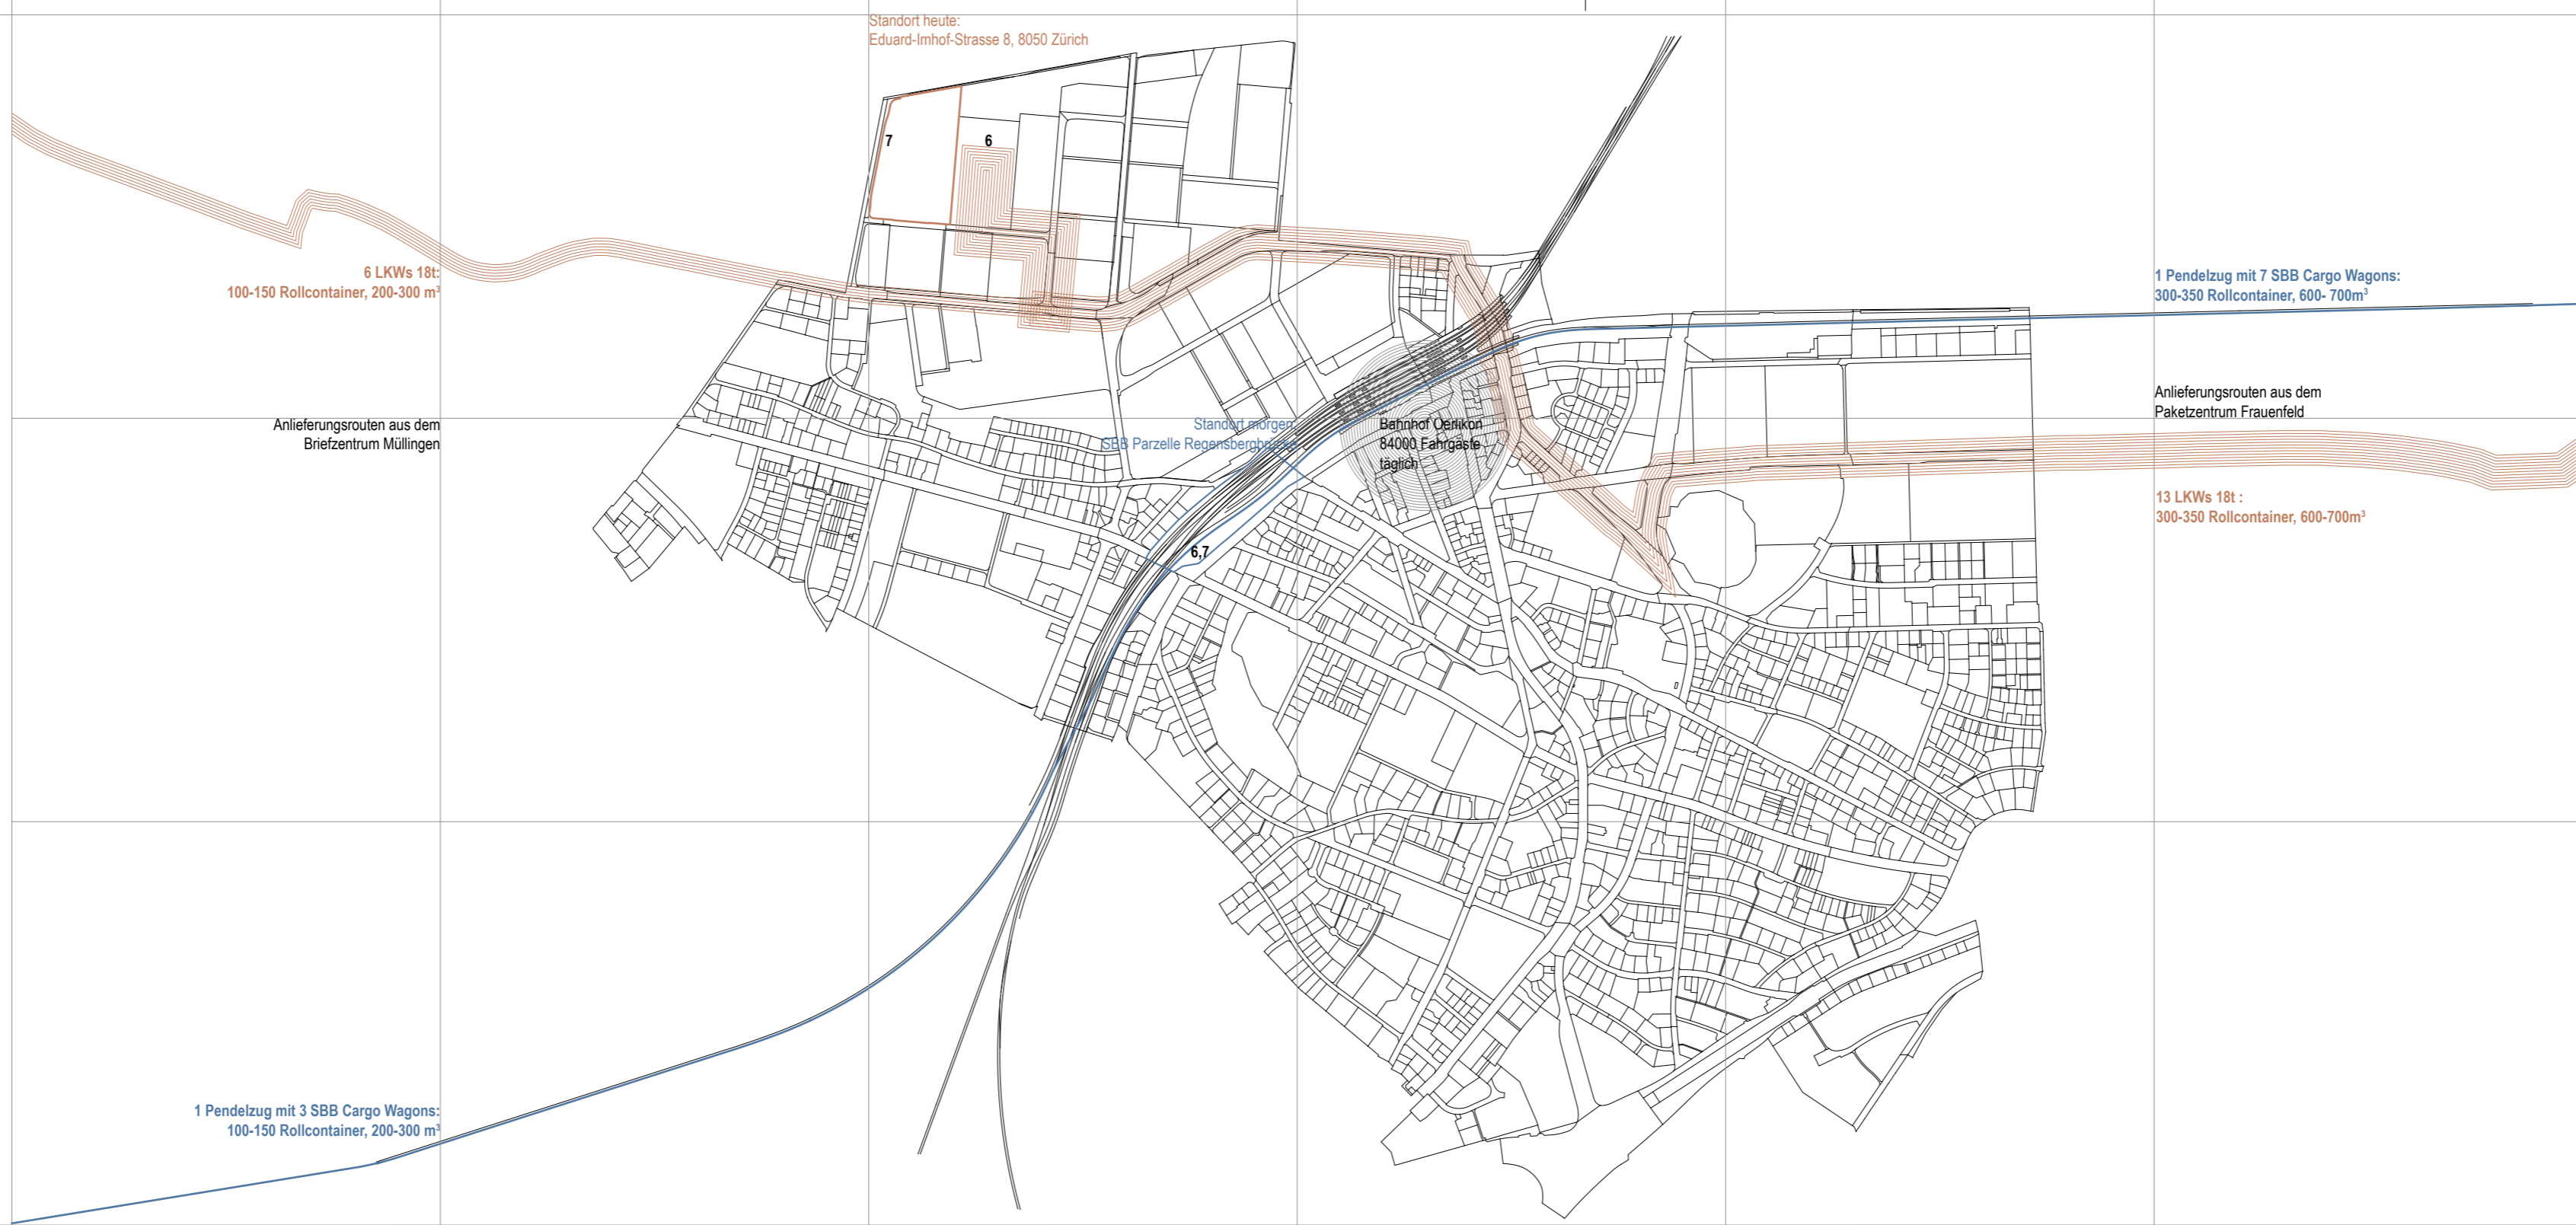 Standort heute:
Eduard-Imhof-Strasse 8, 8050 Zürich
7
6
6 LKWs 18t:
100-150 Rollcontainer, 200-300 m³
1 Pendelzug mit 7 SBB Cargo Wagons:
300-350 Rollcontainer, 600- 700m³
Anlieferungsrouten aus dem
Briefzentrum Müllingen
Standort morgen:
SBB Parzelle Regensbergbrücke
Bahnhof Oerlikon
84000 Fahrgäste
täglich
Anlieferungsrouten aus dem
Paketzentrum Frauenfeld
13 LKWs 18t :
300-350 Rollcontainer, 600-700m³
6,7
1 Pendelzug mit 3 SBB Cargo Wagons:
100-150 Rollcontainer, 200-300 m³